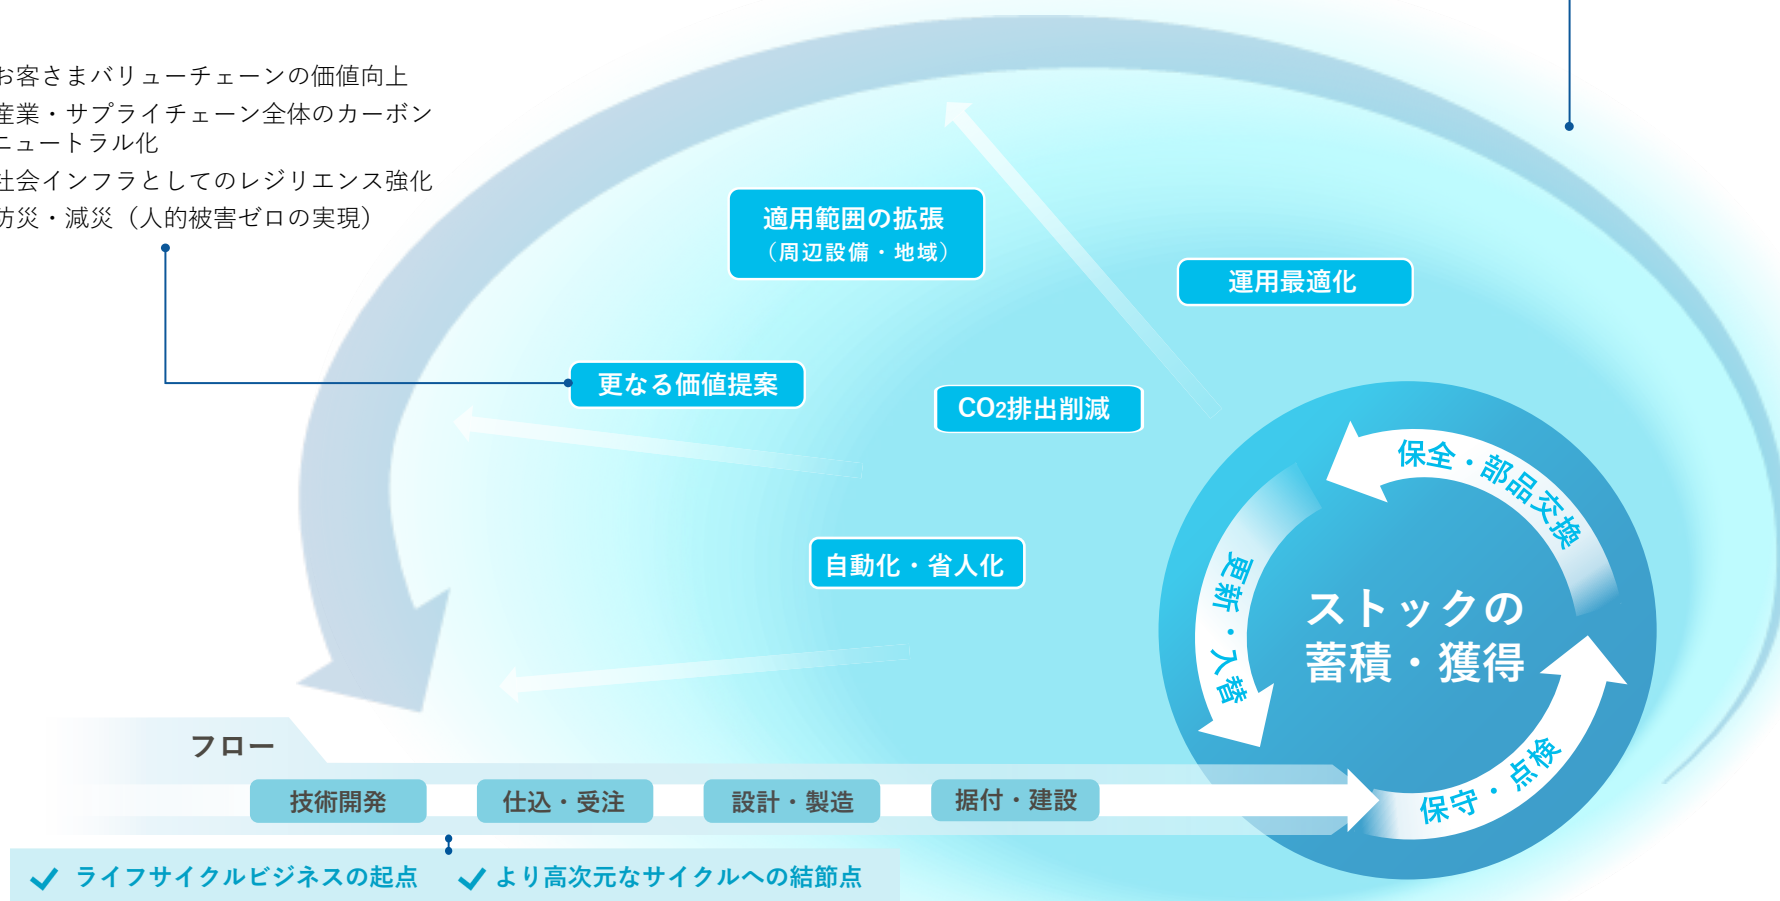 お客さまバリューチェーンの価値向上
産業・サプライチェーン全体のカーボン
ニュートラル化
社会インフラとしてのレジリエンス強化
防災・減災（人的被害ゼロの実現）
適用範囲の拡張
（周辺設備・地域）
運用最適化
更なる価値提案
CO2排出削減
自動化・省人化
保全・部品交換
更新・入替
ストックの
蓄積・獲得
保守・点検
フロー
技術開発
仕込・受注
設計・製造
据付・建設
ライフサイクルビジネスの起点
より高次元なサイクルへの結節点